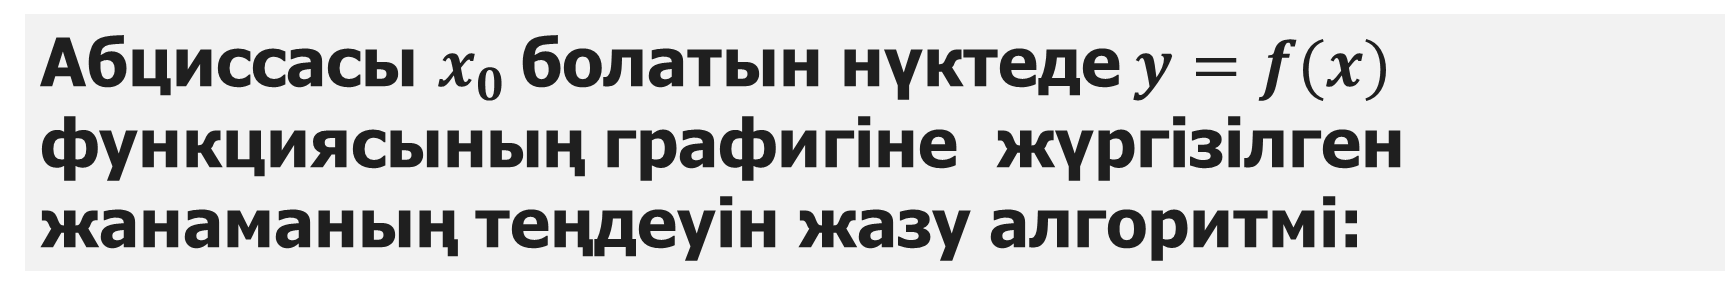 Абциссасы x₀ болатын нүктеде y = f(x)
функциясының графигіне жүргізілген
жанаманың теңдеуін жазу алгоритмі: